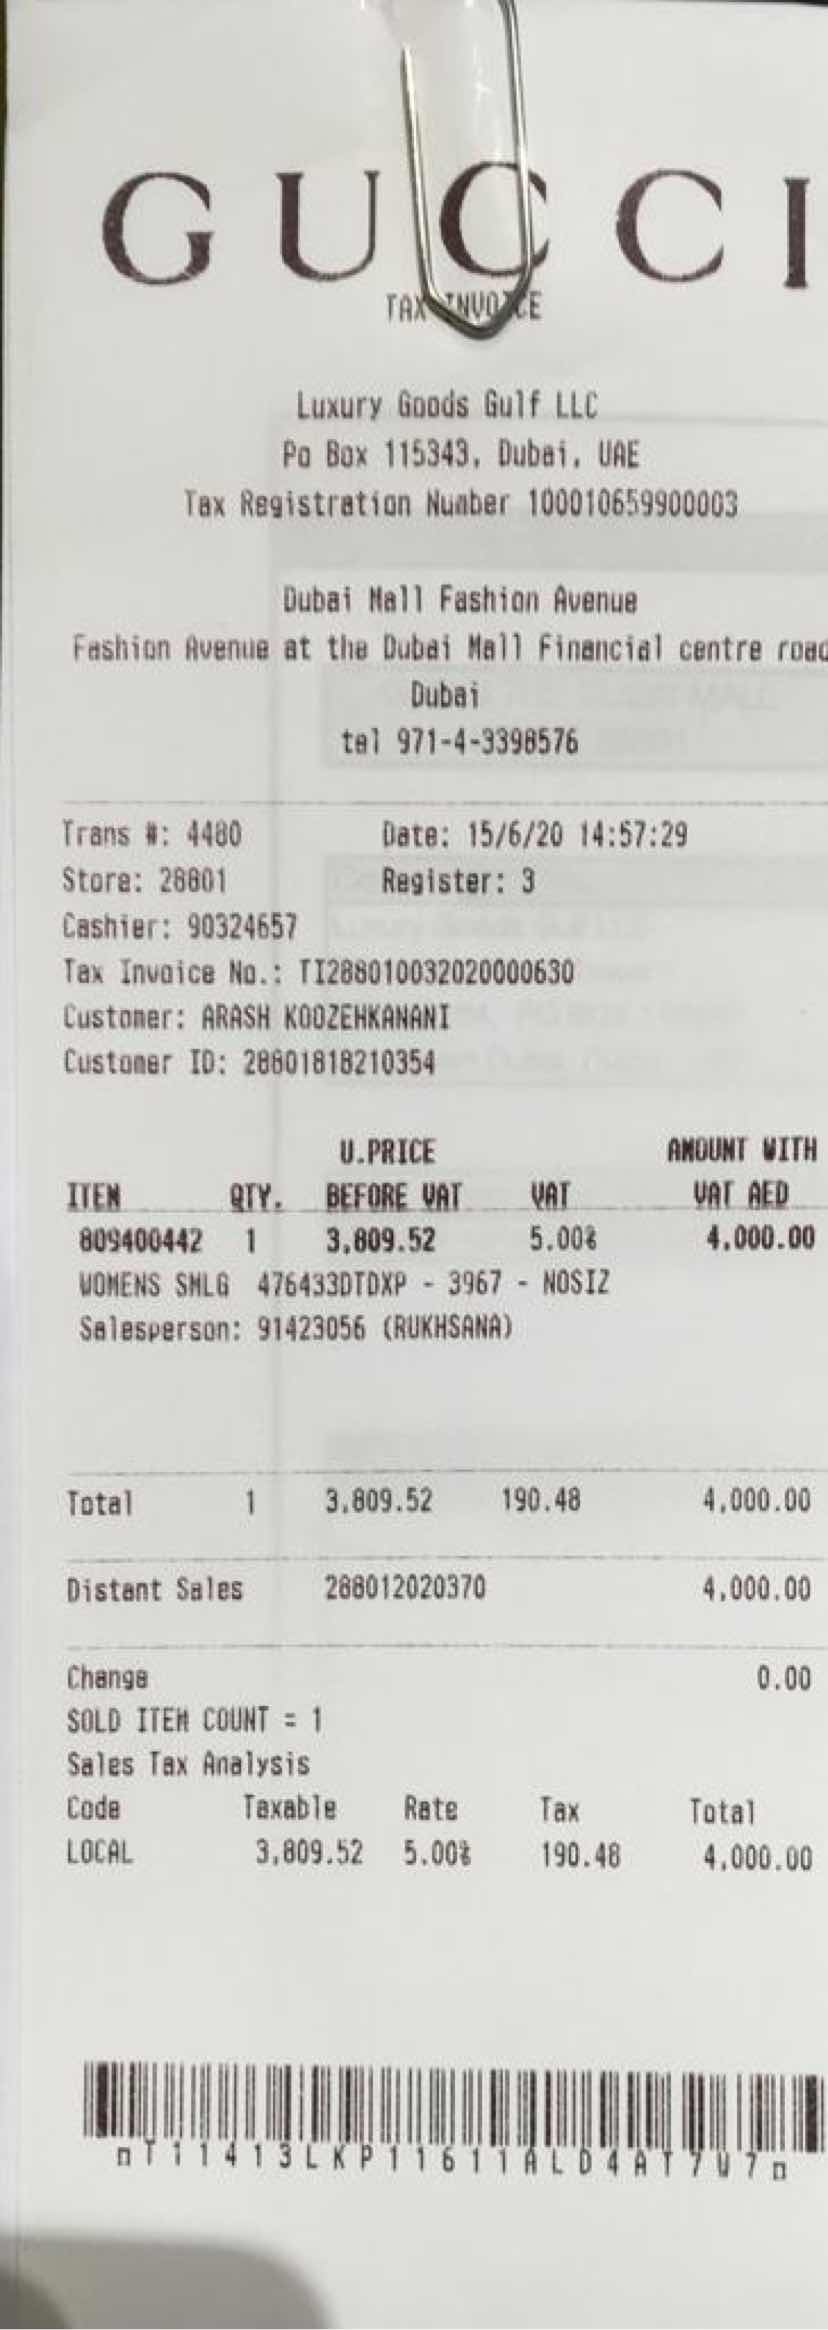 GUCCI
TAX INVOICE
Luxury Goods Gulf LLC
Po Box 115343, Dubai, UAE
Tax Registration Number 100010659900003
Dubai Mall Fashion Avenue
Fashion Avenue at the Dubai Mall Financial centre road
Dubai
tel 971-4-3398576
Trans #: 4480 Date: 15/6/20 14:57:29
Store: 28801 Register: 3
Cashier: 90324657
Tax Invoice No.: TI2880100320200000630
Customer: ARASH KOOZEHKANANI
Customer ID: 28801818210354
U.PRICE AMOUNT WITH
ITEM QTY. BEFORE VAT VAT VAT AED
809400442 1 3,809.52 5.00% 4,000.00
WOMENS SMLG 476433DTDXP - 3967 - NOSIZ
Salesperson: 91423056 (RUKHSANA)
Total 1 3,809.52 190.48 4,000.00
Distant Sales 288012020370 4,000.00
Change 0.00
SOLD ITEM COUNT = 1
Sales Tax Analysis
Code Taxable Rate Tax Total
LOCAL 3,809.52 5.00% 190.48 4,000.00
nT11413LKP11611ALD4AT7W7n